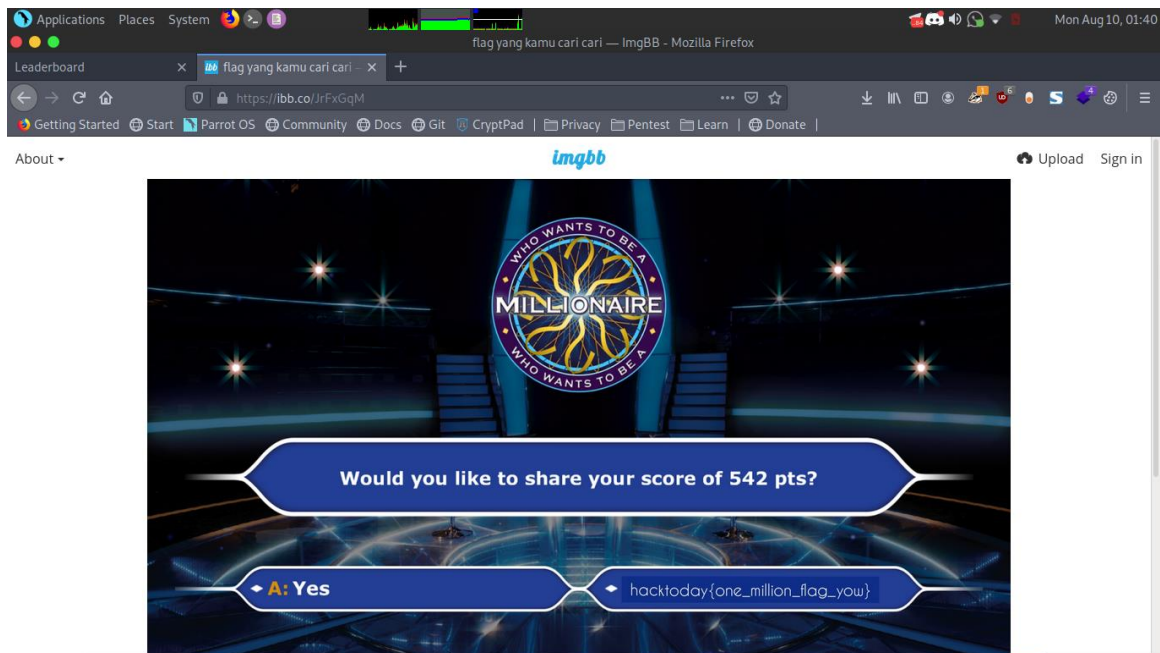 Applications Places System Mon Aug 10, 01:40
flag yang kamu cari cari — ImgBB - Mozilla Firefox
Leaderboard
flag yang kamu cari cari -
https://ibb.co/JrFxGqM
Getting Started Start Parrot OS Community Docs Git CryptPad Privacy Pentest Learn Donate
About imgbb Upload Sign in
WHO WANTS TO BE A
MILLIONAIRE
WHO WANTS TO BE A
Would you like to share your score of 542 pts?
A: Yes hacktoday{one_million_flag_yow}